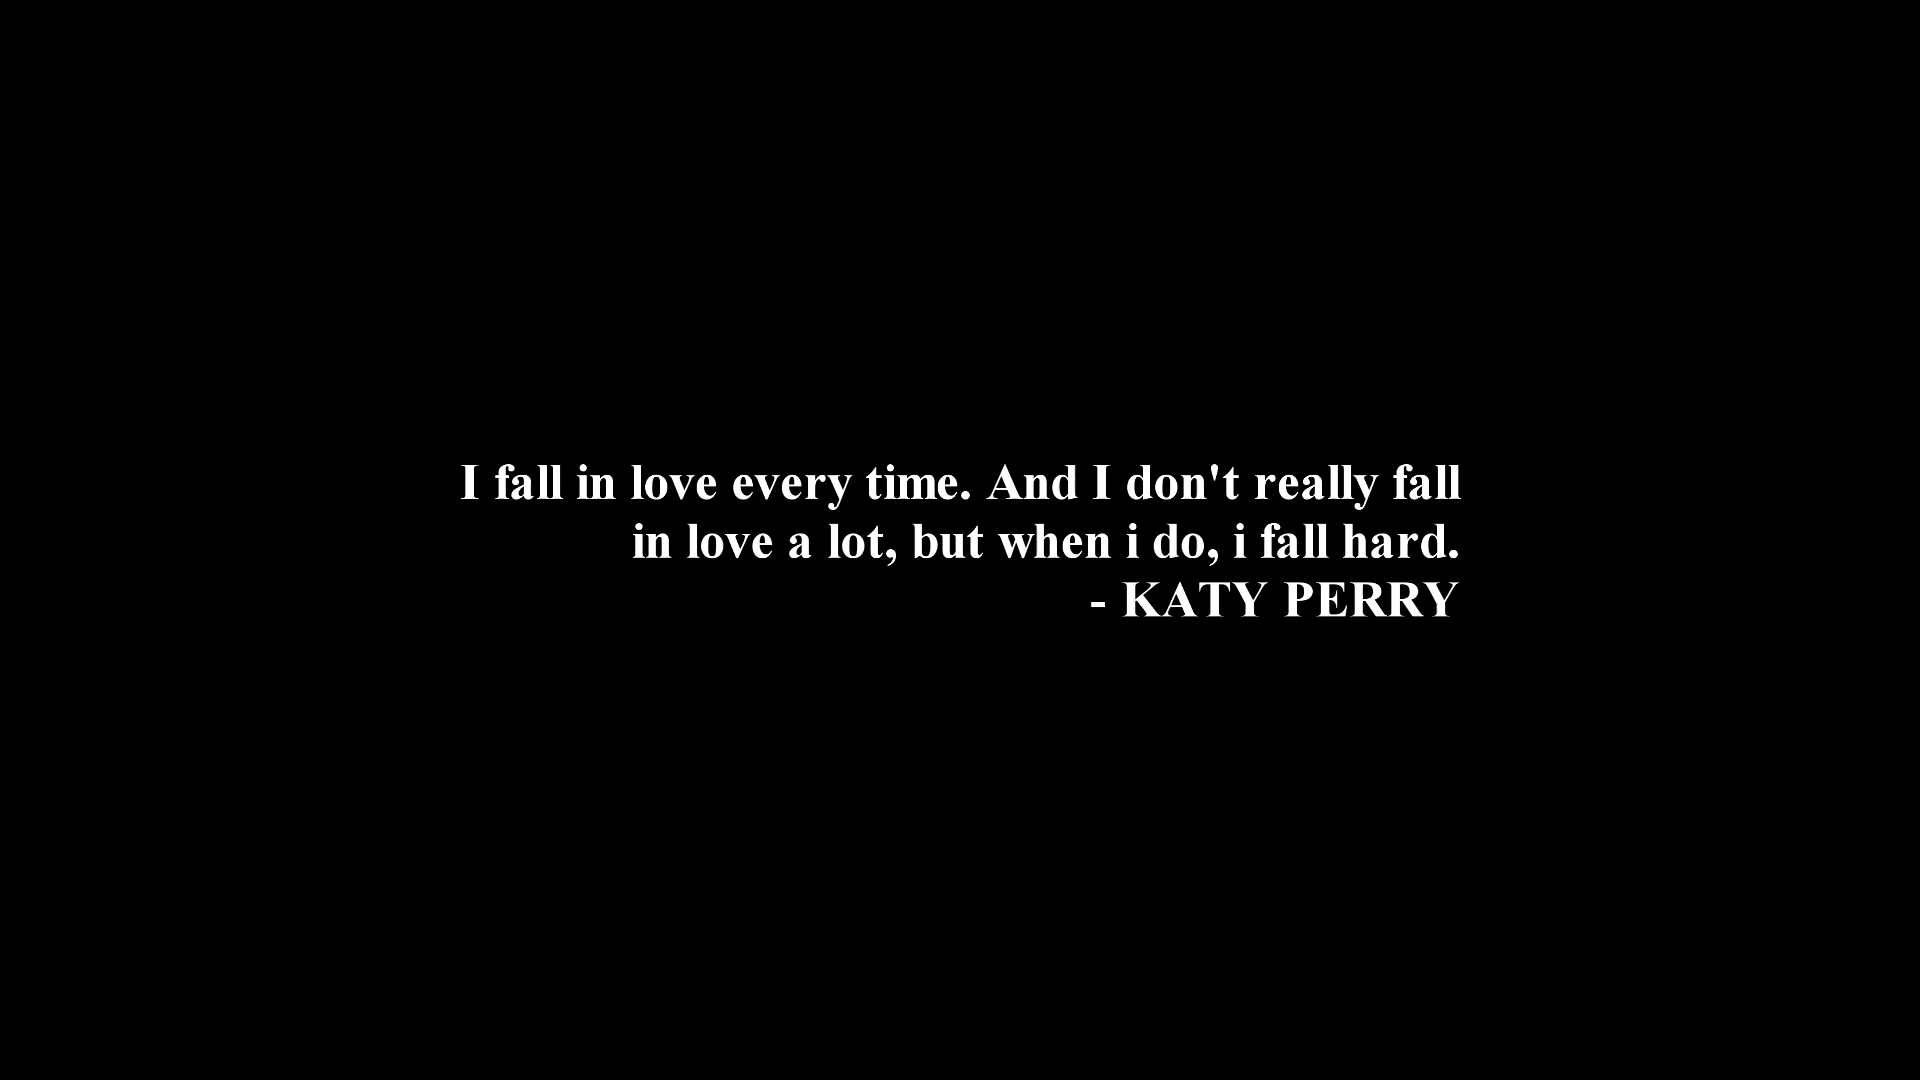 I fall in love every time. And I don't really fall
in love a lot, but when i do, i fall hard.
- KATY PERRY